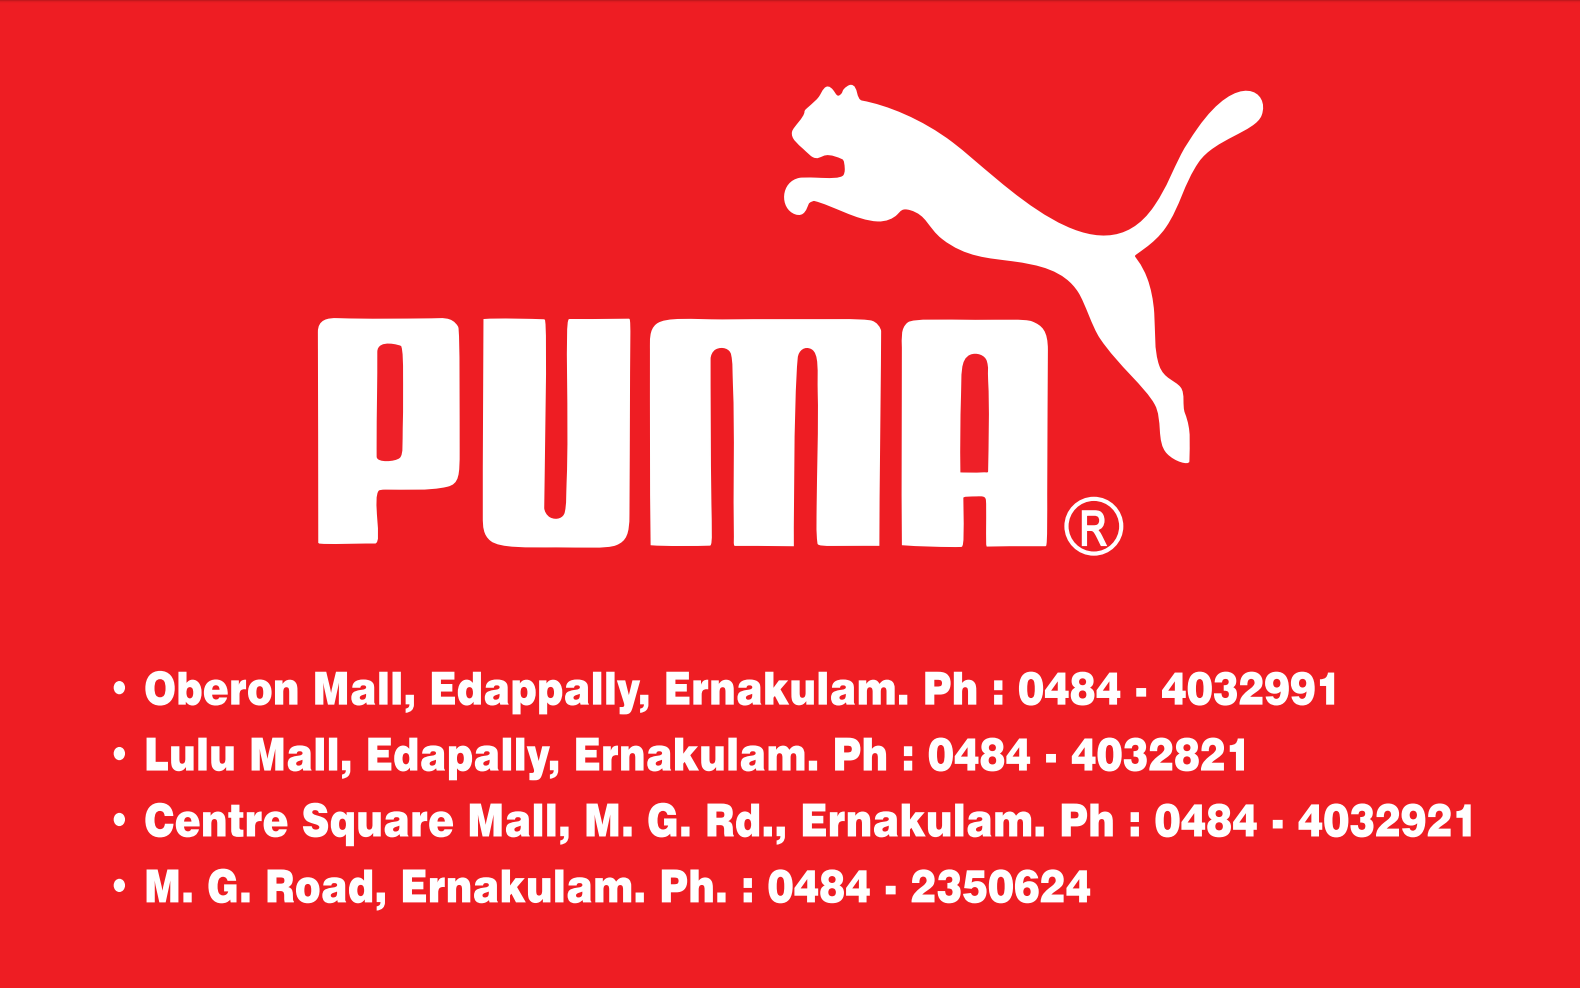 PUMA®
• Oberon Mall, Edappally, Ernakulam. Ph : 0484 - 4032991
• Lulu Mall, Edapally, Ernakulam. Ph : 0484 - 4032821
• Centre Square Mall, M. G. Rd., Ernakulam. Ph : 0484 - 4032921
• M. G. Road, Ernakulam. Ph. : 0484 - 2350624